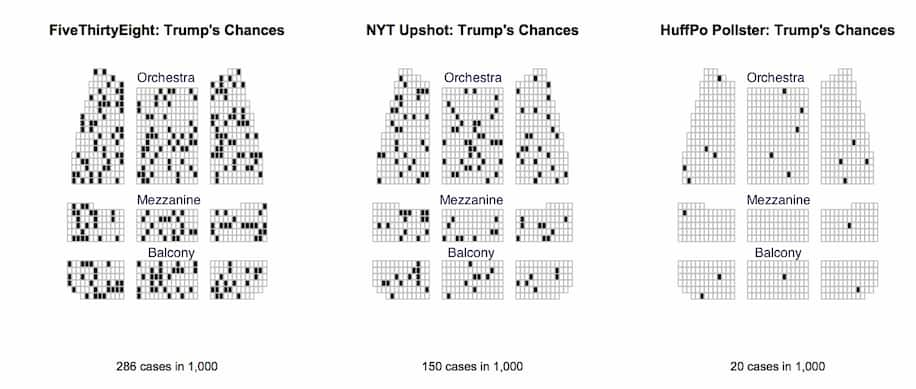 FiveThirtyEight: Trump's Chances
NYT Upshot: Trump's Chances
HuffPo Pollster: Trump's Chances
Orchestra
Orchestra
Orchestra
Mezzanine
Mezzanine
Mezzanine
Balcony
Balcony
Balcony
286 cases in 1,000
150 cases in 1,000
20 cases in 1,000